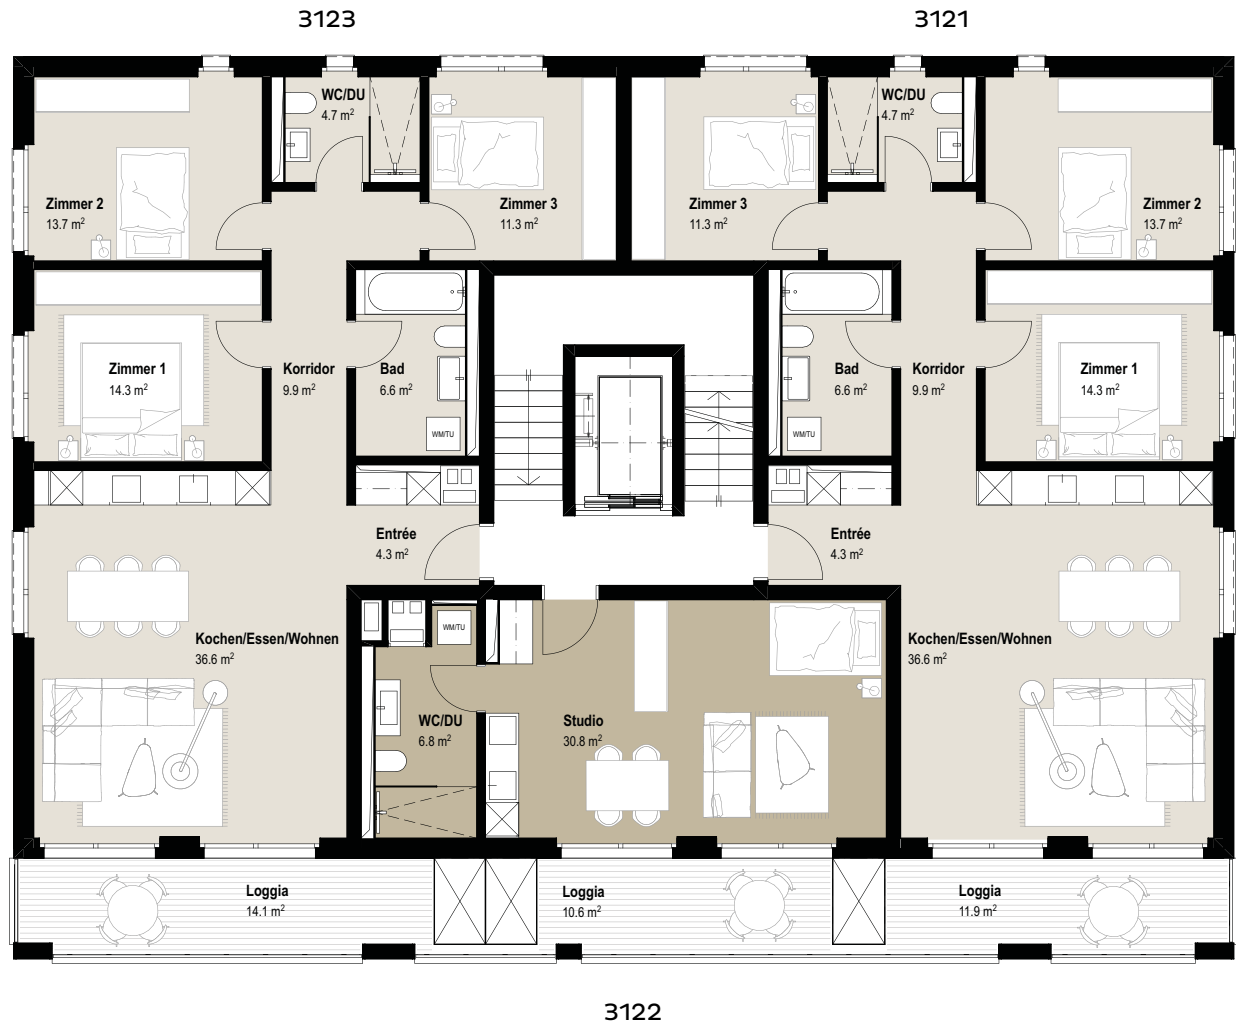 3123
3121
WC/DU
4.7 m²
WC/DU
4.7 m²
Zimmer 2
13.7 m²
Zimmer 3
11.3 m²
Zimmer 3
11.3 m²
Zimmer 2
13.7 m²
Zimmer 1
14.3 m²
Korridor
9.9 m²
Bad
6.6 m²
Bad
6.6 m²
Korridor
9.9 m²
Zimmer 1
14.3 m²
WM/TU
WM/TU
Entrée
4.3 m²
Entrée
4.3 m²
WM/TU
Kochen/Essen/Wohnen
36.6 m²
Kochen/Essen/Wohnen
36.6 m²
WC/DU
6.8 m²
Studio
30.8 m²
Loggia
14.1 m²
Loggia
10.6 m²
Loggia
11.9 m²
3122